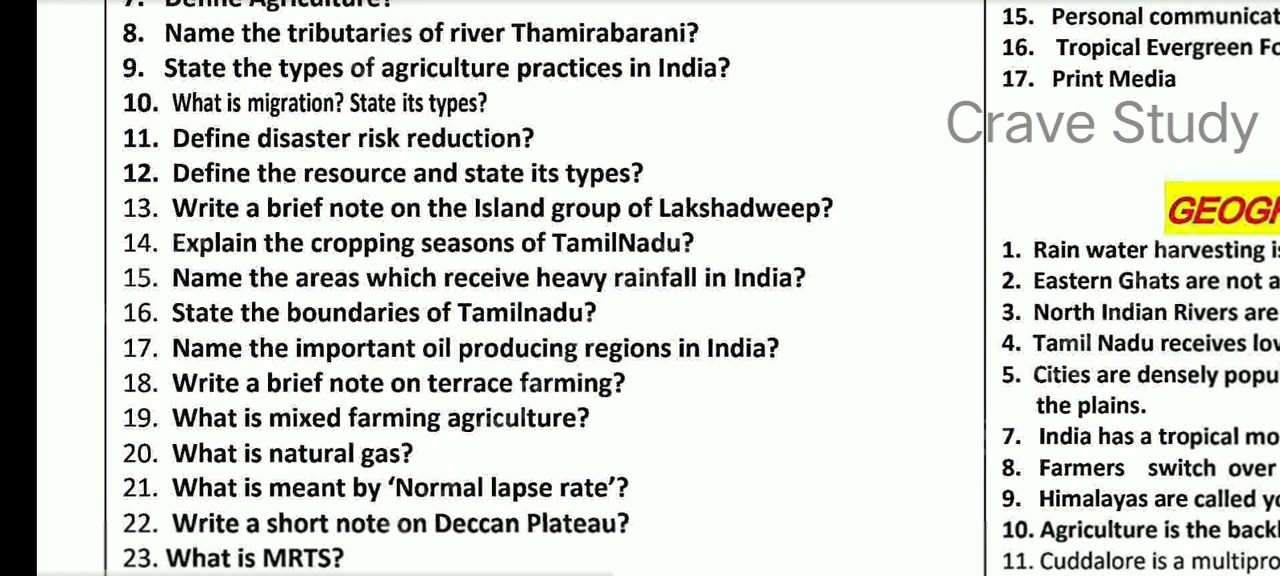 7. Define Agriculture?
8. Name the tributaries of river Thamirabarani?
9. State the types of agriculture practices in India?
10. What is migration? State its types?
11. Define disaster risk reduction?
12. Define the resource and state its types?
13. Write a brief note on the Island group of Lakshadweep?
14. Explain the cropping seasons of TamilNadu?
15. Name the areas which receive heavy rainfall in India?
16. State the boundaries of Tamilnadu?
17. Name the important oil producing regions in India?
18. Write a brief note on terrace farming?
19. What is mixed farming agriculture?
20. What is natural gas?
21. What is meant by ‘Normal lapse rate’?
22. Write a short note on Deccan Plateau?
23. What is MRTS?
15. Personal communicat
16. Tropical Evergreen Fo
17. Print Media
Crave Study
GEOGR
1. Rain water harvesting is
2. Eastern Ghats are not a
3. North Indian Rivers are
4. Tamil Nadu receives lov
5. Cities are densely popu
the plains.
7. India has a tropical mo
8. Farmers switch over
9. Himalayas are called yo
10. Agriculture is the back
11. Cuddalore is a multipro